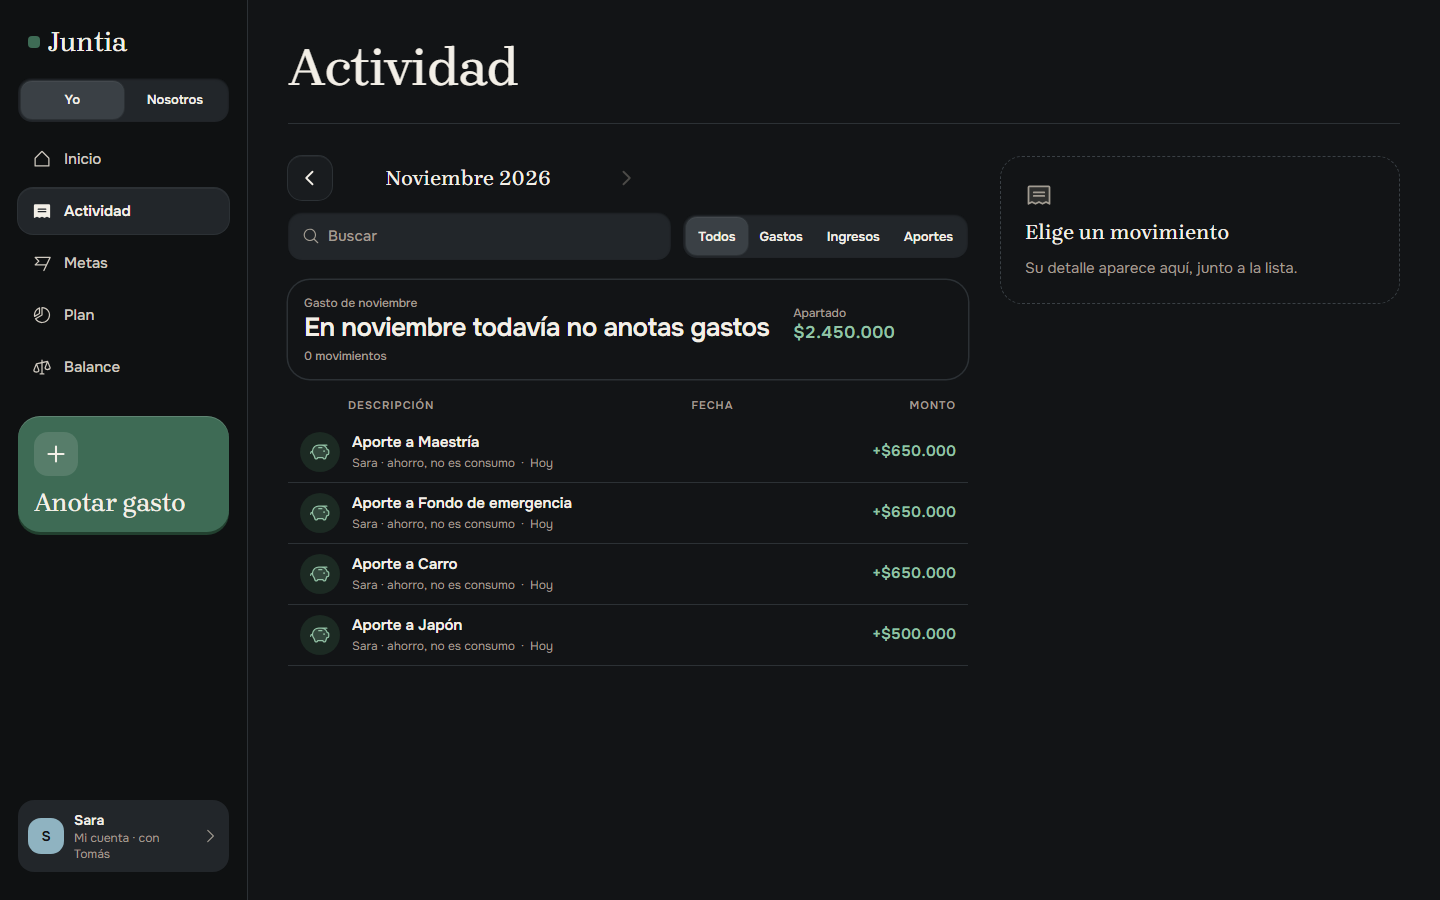 Juntia
Yo
Nosotros
Inicio
Actividad
Metas
Plan
Balance
Anotar gasto
S
Sara
Mi cuenta · con
Tomás
Actividad
Noviembre 2026
Buscar
Todos
Gastos
Ingresos
Aportes
Gasto de noviembre
En noviembre todavía no anotas gastos
0 movimientos
Apartado
$2.450.000
DESCRIPCIÓN
FECHA
MONTO
Aporte a Maestría
Sara · ahorro, no es consumo · Hoy
+$650.000
Aporte a Fondo de emergencia
Sara · ahorro, no es consumo · Hoy
+$650.000
Aporte a Carro
Sara · ahorro, no es consumo · Hoy
+$650.000
Aporte a Japón
Sara · ahorro, no es consumo · Hoy
+$500.000
Elige un movimiento
Su detalle aparece aquí, junto a la lista.